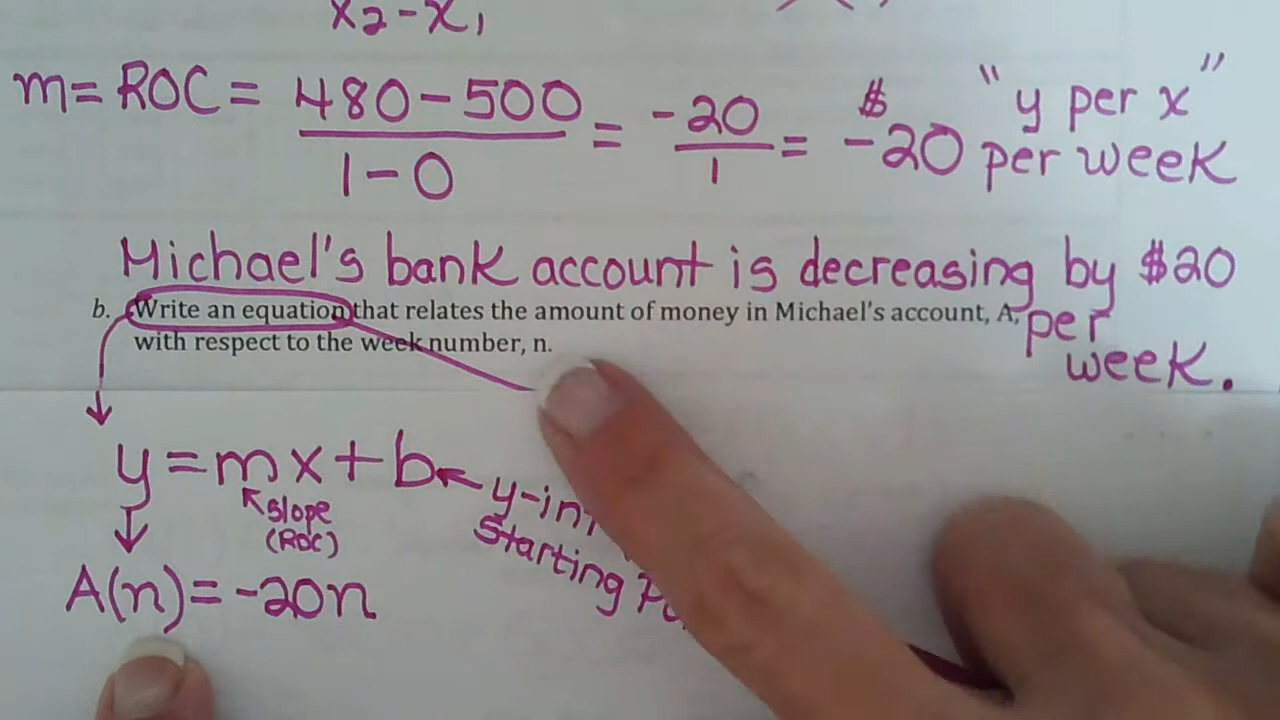 x2-x1
m= ROC = 480-500 / 1-0 = -20 / 1 = $ -20 "y per x" per week
Michael's bank account is decreasing by $20 per week.
b. Write an equation that relates the amount of money in Michael's account, A,
with respect to the week number, n.
y = mx + b
slope
(ROC)
Starting
A(n) = -20n